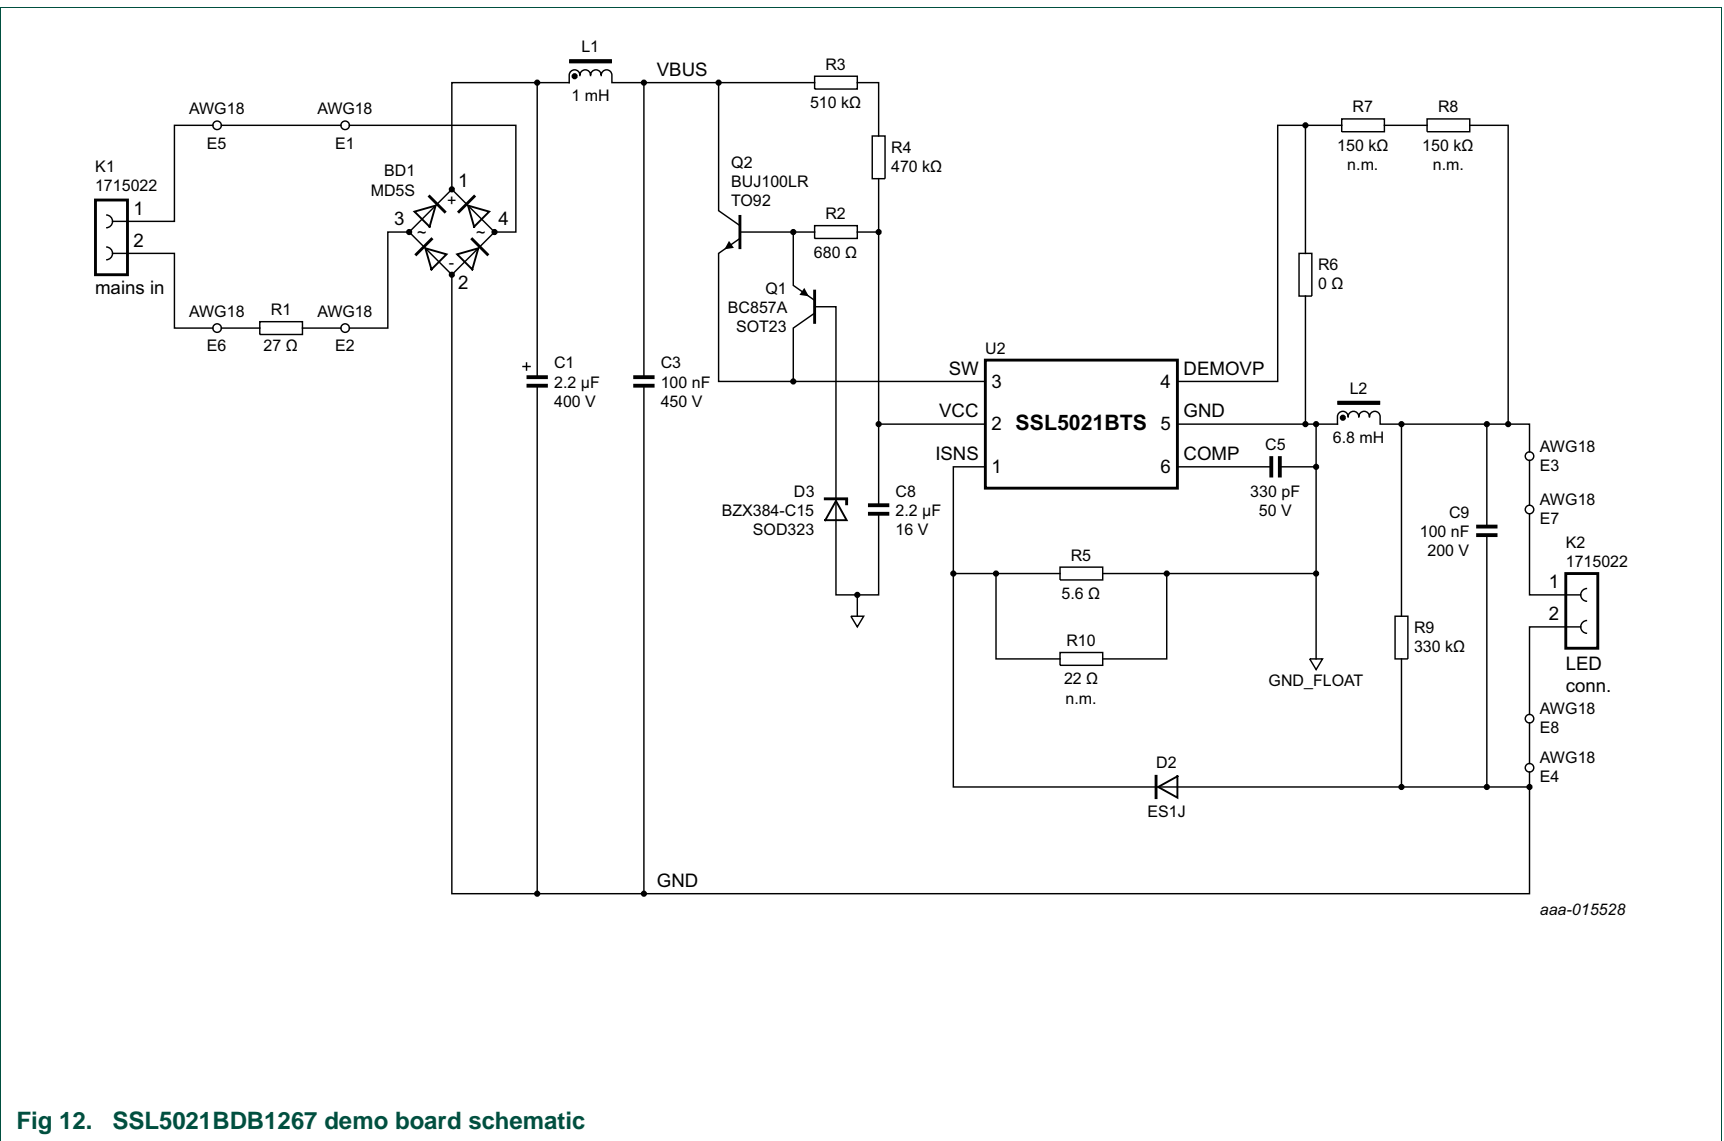 L1
1 mH
VBUS
R3
510 kΩ
AWG18
E5
AWG18
E1
K1
1715022
1
2
mains in
AWG18
E6
R1
27 Ω
AWG18
E2
BD1
MD5S
1
3
4
2
+
~
~
-
R4
470 kΩ
Q2
BUJ100LR
TO92
R2
680 Ω
Q1
BC857A
SOT23
+
C1
2.2 µF
400 V
C3
100 nF
450 V
D3
BZX384-C15
SOD323
C8
2.2 µF
16 V
U2
SW
3
VCC
2
ISNS
1
SSL5021BTS
4
DEMOVP
5
GND
6
COMP
R7
150 kΩ
n.m.
R8
150 kΩ
n.m.
R6
0 Ω
L2
6.8 mH
C5
330 pF
50 V
R5
5.6 Ω
R10
22 Ω
n.m.
GND_FLOAT
C9
100 nF
200 V
R9
330 kΩ
AWG18
E3
AWG18
E7
K2
1715022
1
2
LED
conn.
AWG18
E8
AWG18
E4
D2
ES1J
GND
aaa-015528
Fig 12. SSL5021BDB1267 demo board schematic